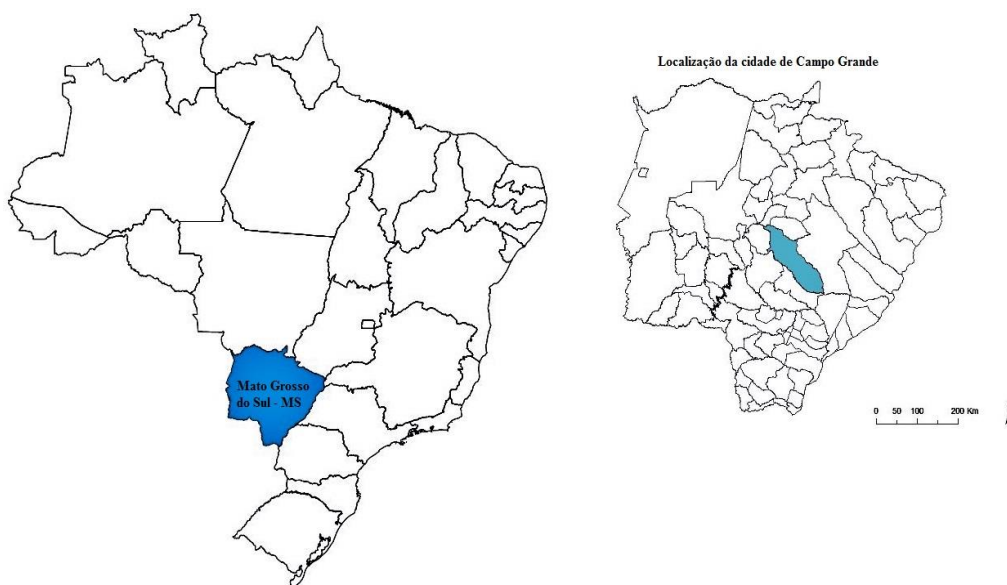 Localização da cidade de Campo Grande
Mato Grosso
do Sul - MS
0 50 100 200 Km